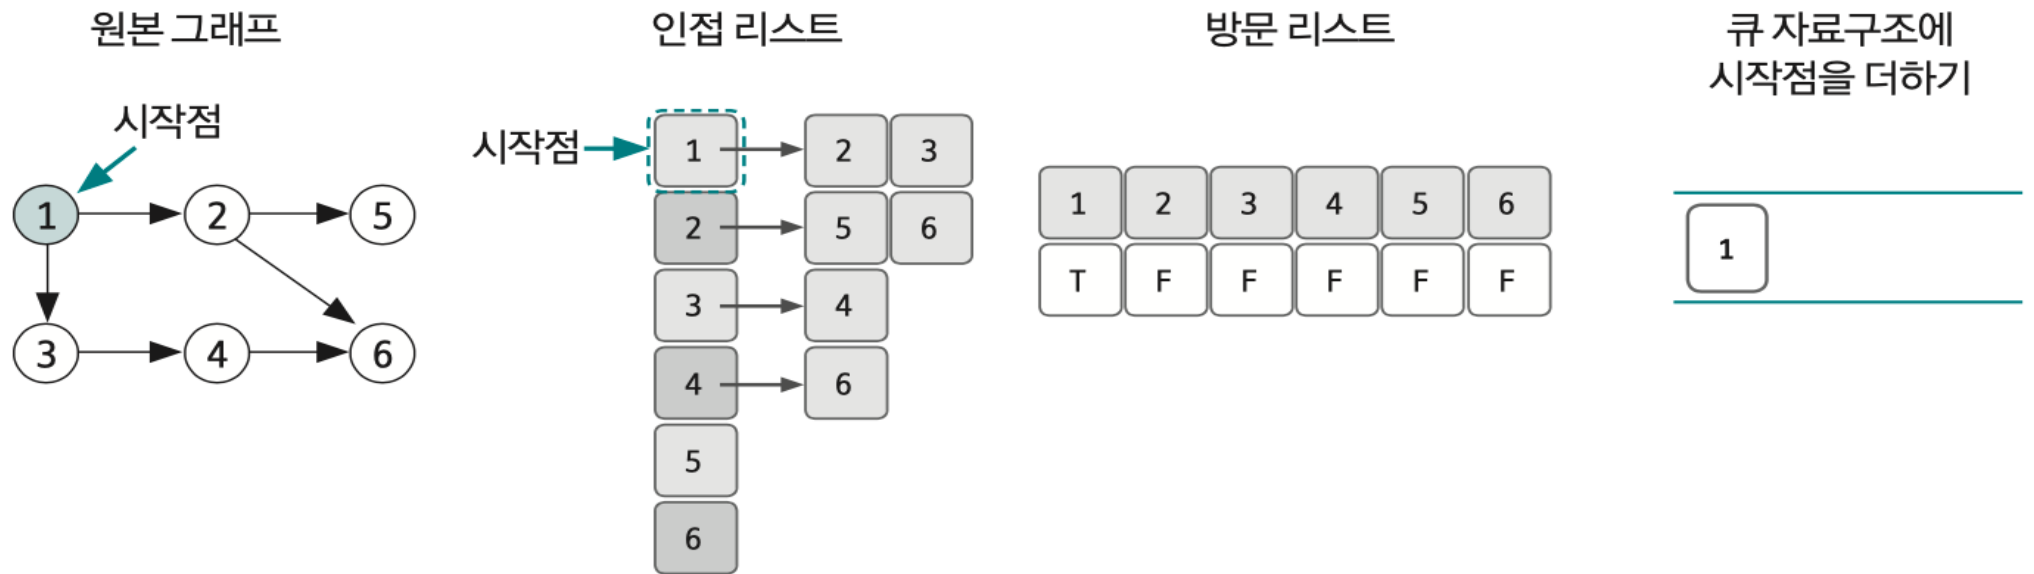 원본 그래프
시작점
1 2 5
3 4 6
인접 리스트
시작점
1 2 3
2 5 6
3 4
4 6
5
6
방문 리스트
1 2 3 4 5 6
T F F F F F
큐 자료구조에
시작점을 더하기
1